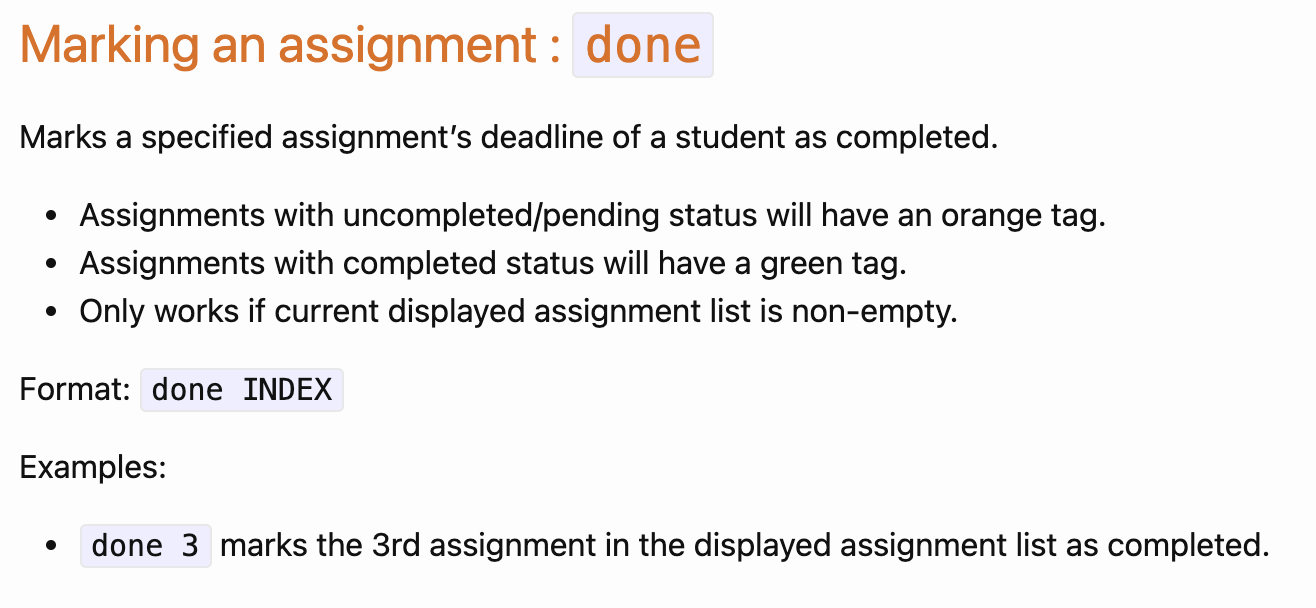 Marking an assignment : done
Marks a specified assignment’s deadline of a student as completed.
• Assignments with uncompleted/pending status will have an orange tag.
• Assignments with completed status will have a green tag.
• Only works if current displayed assignment list is non-empty.
Format: done INDEX
Examples:
• done 3 marks the 3rd assignment in the displayed assignment list as completed.